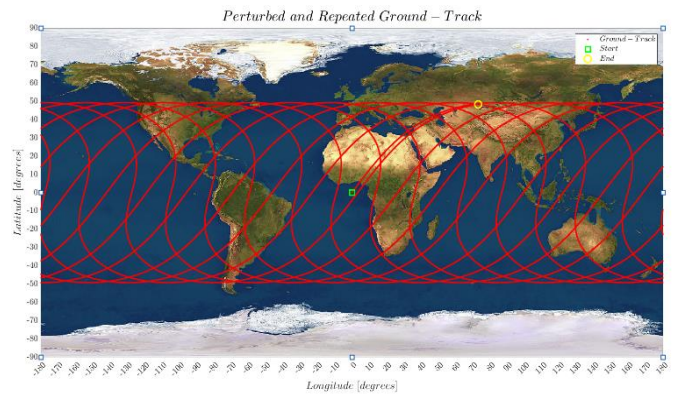 Perturbed and Repeated Ground − Track
Ground − Track
Start
End
Latitude [degrees]
90
80
70
60
50
40
30
20
10
0
-10
-20
-30
-40
-50
-60
-70
-80
-90
-180 -170 -160 -150 -140 -130 -120 -110 -100 -90 -80 -70 -60 -50 -40 -30 -20 -10 0 10 20 30 40 50 60 70 80 90 100 110 120 130 140 150 160 170 180
Longitude [degrees]